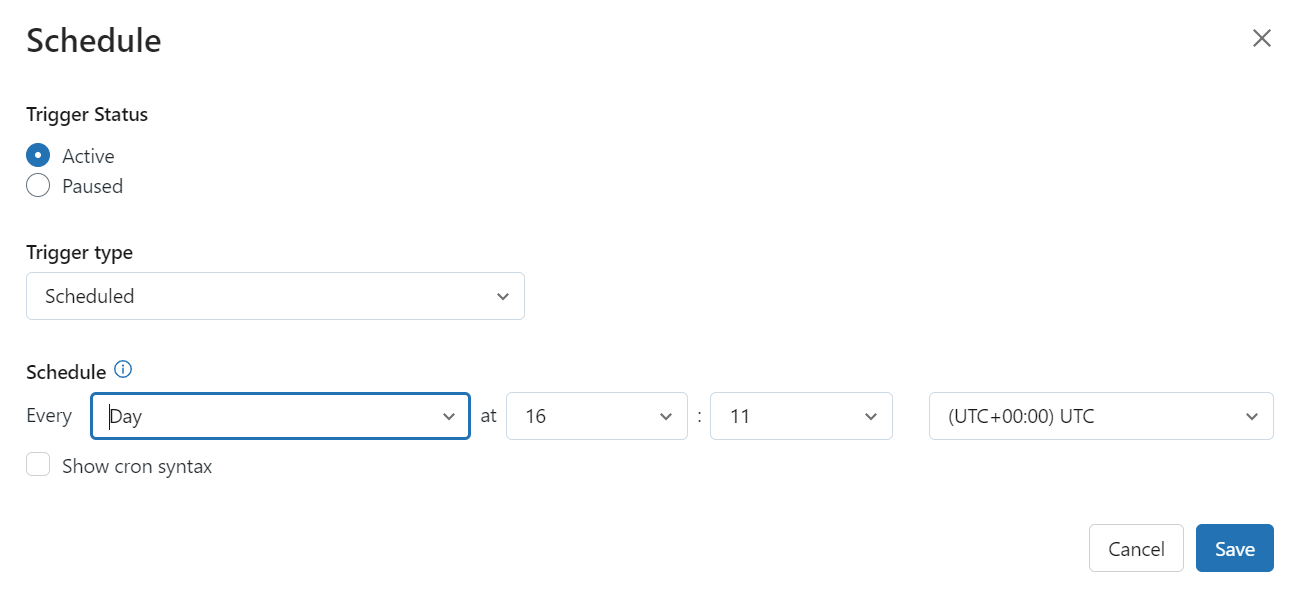 Schedule
Trigger Status
Active
Paused
Trigger type
Scheduled
Schedule
Every Day at 16 : 11 (UTC+00:00) UTC
Show cron syntax
Cancel Save